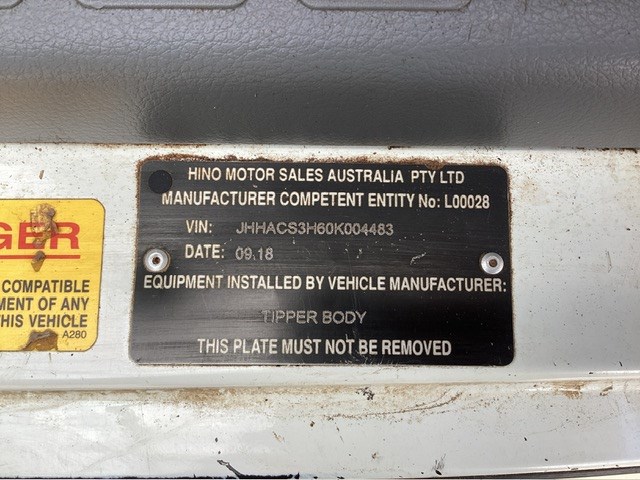 HINO MOTOR SALES AUSTRALIA PTY LTD
MANUFACTURER COMPETENT ENTITY No: L00028
VIN: JHHACS3H60K004483
DATE: 09.18
EQUIPMENT INSTALLED BY VEHICLE MANUFACTURER:
TIPPER BODY
THIS PLATE MUST NOT BE REMOVED
GER
COMPATIBLE
MENT OF ANY
THIS VEHICLE
A280